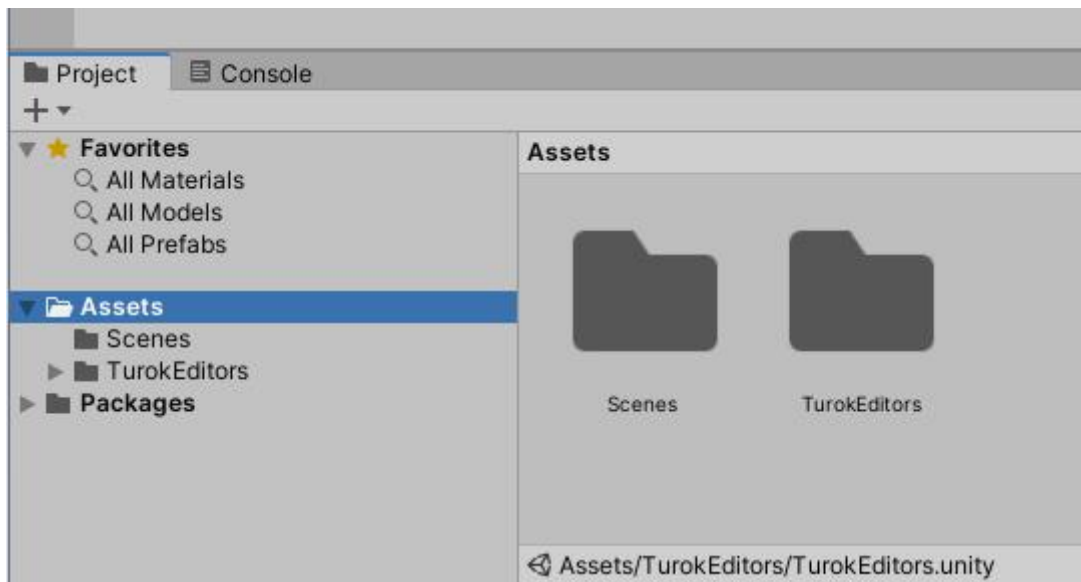 Project Console
Favorites
All Materials
All Models
All Prefabs
Assets
Scenes
TurokEditors
Packages
Assets
Scenes TurokEditors
Assets/TurokEditors/TurokEditors.unity